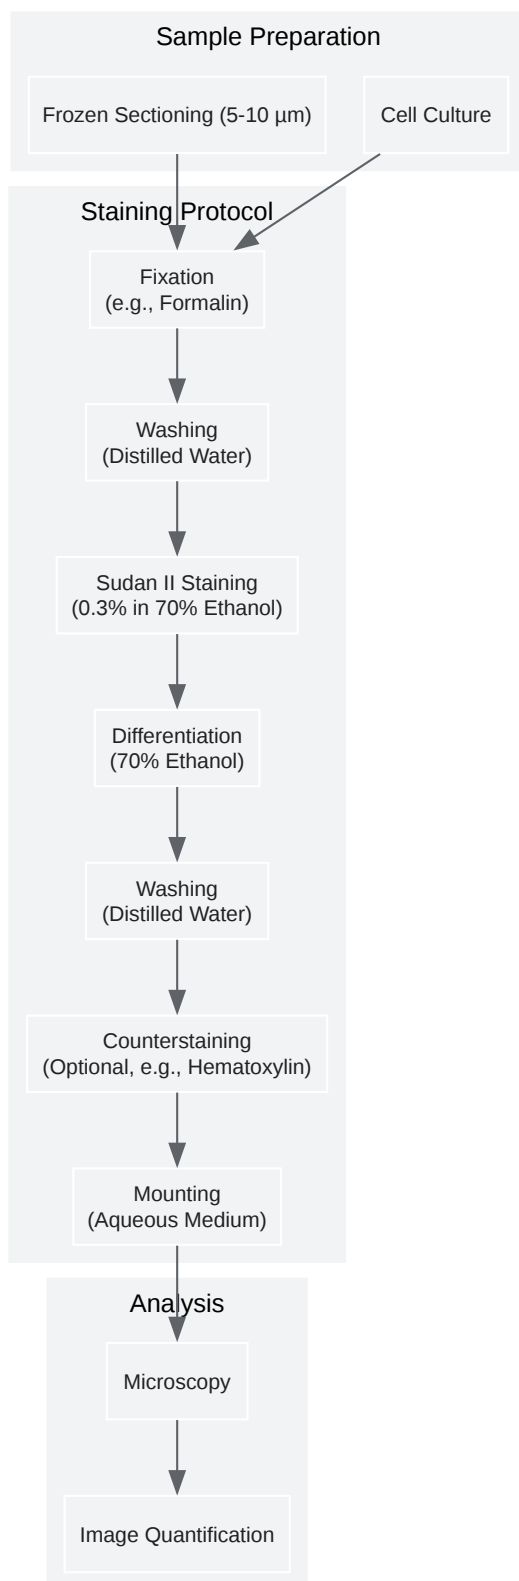 Sample Preparation
Frozen Sectioning (5-10 µm)
Cell Culture
Staining Protocol
Fixation
(e.g., Formalin)
Washing
(Distilled Water)
Sudan II Staining
(0.3% in 70% Ethanol)
Differentiation
(70% Ethanol)
Washing
(Distilled Water)
Counterstaining
(Optional, e.g., Hematoxylin)
Mounting
(Aqueous Medium)
Analysis
Microscopy
Image Quantification